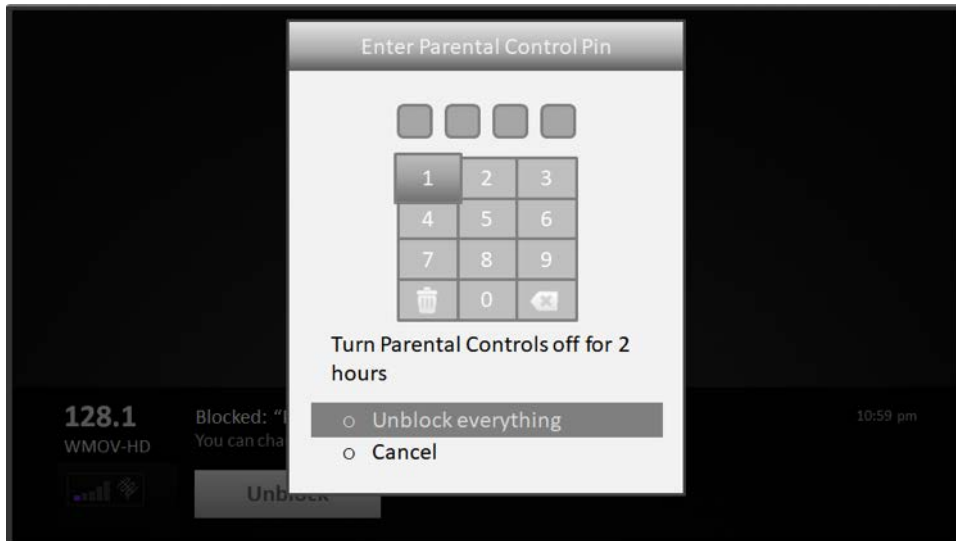 Enter Parental Control Pin
1 2 3
4 5 6
7 8 9
0
Turn Parental Controls off for 2
hours
o Unblock everything
o Cancel
128.1
WMOV-HD
Blocked: "
You can
10:59 pm